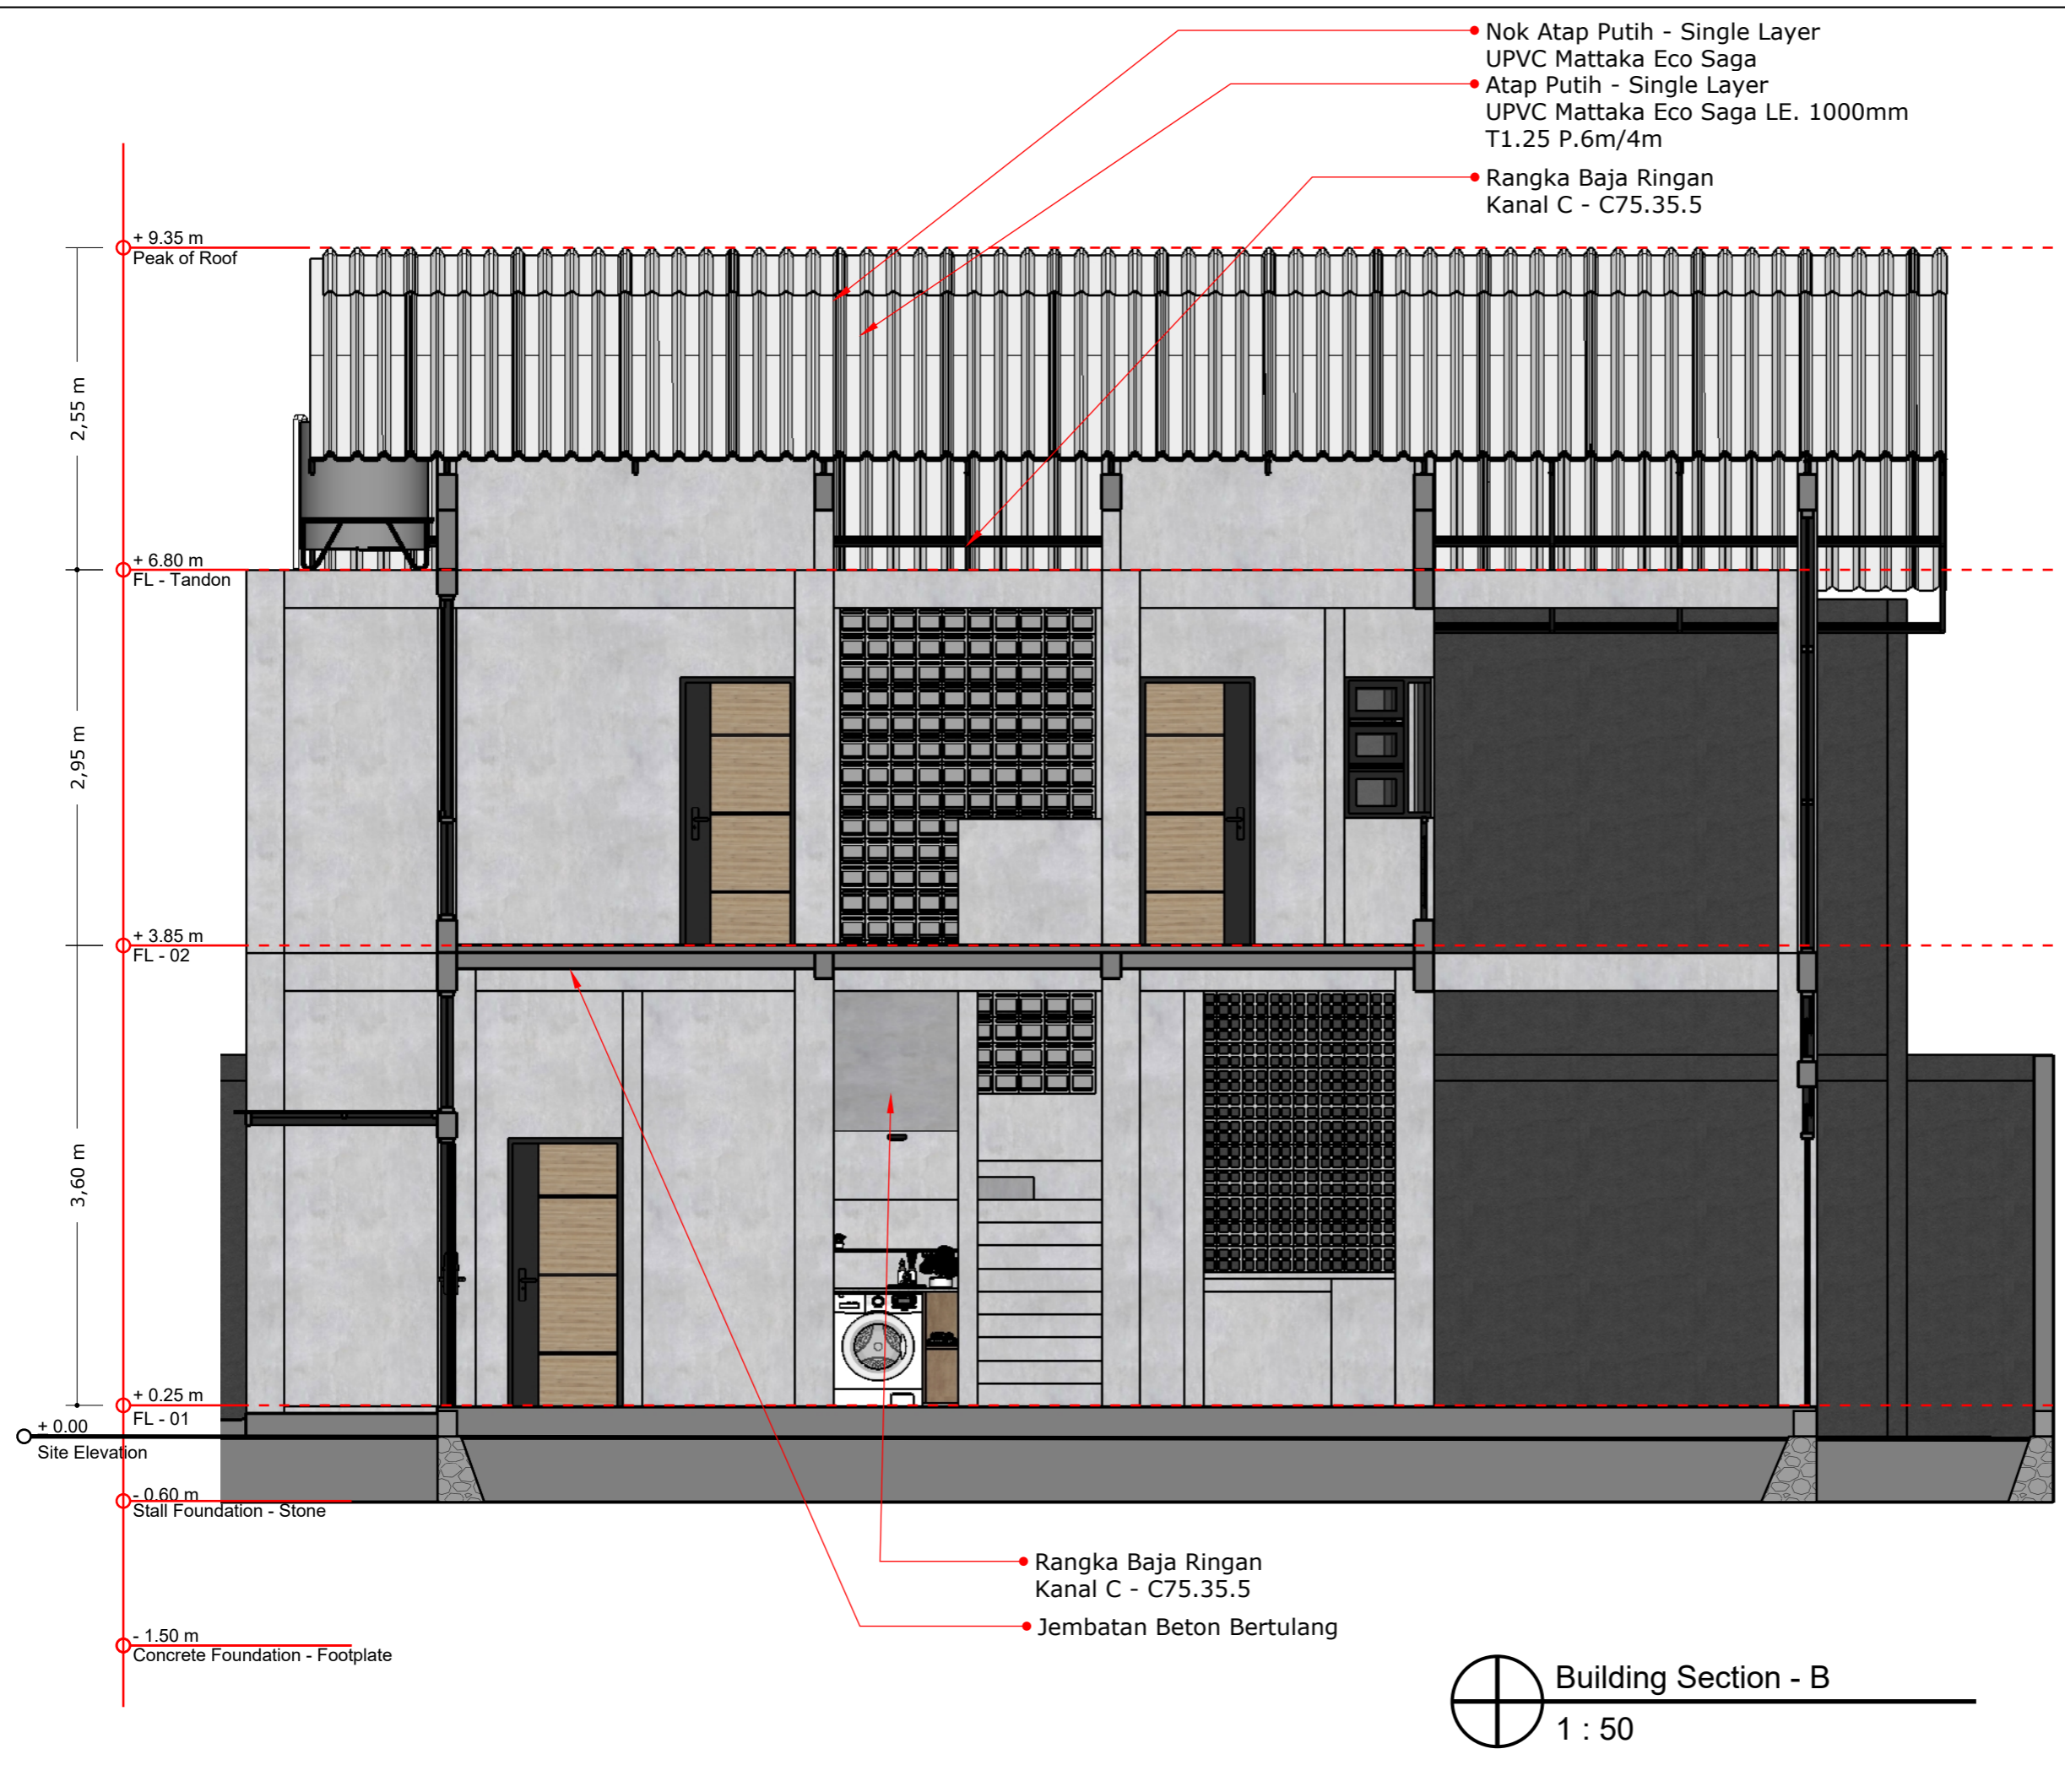 Nok Atap Putih - Single Layer
UPVC Mattaka Eco Saga
Atap Putih - Single Layer
UPVC Mattaka Eco Saga LE. 1000mm
T1.25 P.6m/4m
Rangka Baja Ringan
Kanal C - C75.35.5
+ 9.35 m
Peak of Roof
2,55 m
+ 6.80 m
FL - Tandon
2,95 m
+ 3.85 m
FL - 02
3,60 m
+ 0.25 m
FL - 01
± 0.00
Site Elevation
- 0.60 m
Stall Foundation - Stone
Rangka Baja Ringan
Kanal C - C75.35.5
Jembatan Beton Bertulang
- 1.50 m
Concrete Foundation - Footplate
Building Section - B
1 : 50